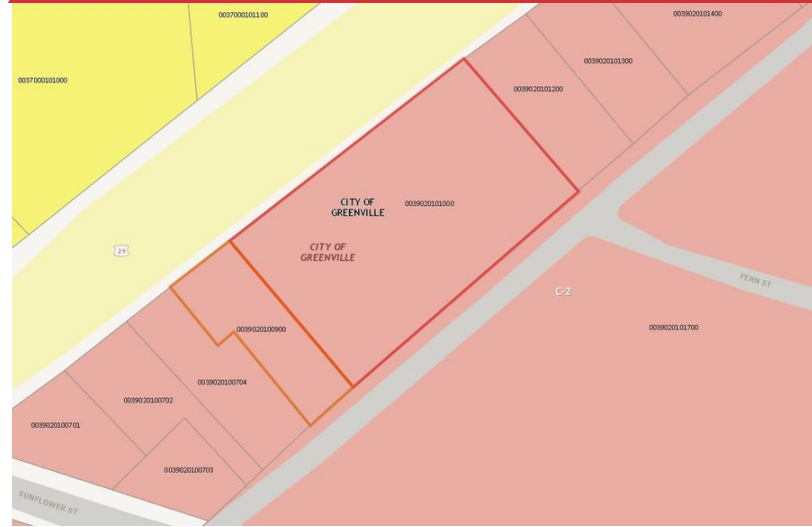 0037000101100
0039020101400
0039020101300
0037000101000
0039020101200
CITY OF
GREENVILLE
0039020101000
CITY OF
GREENVILLE
29
FERN ST
C-2
0039020100900
0039020101700
0039020100704
0039020100702
0039020100701
0039020100703
SUNFLOWER ST